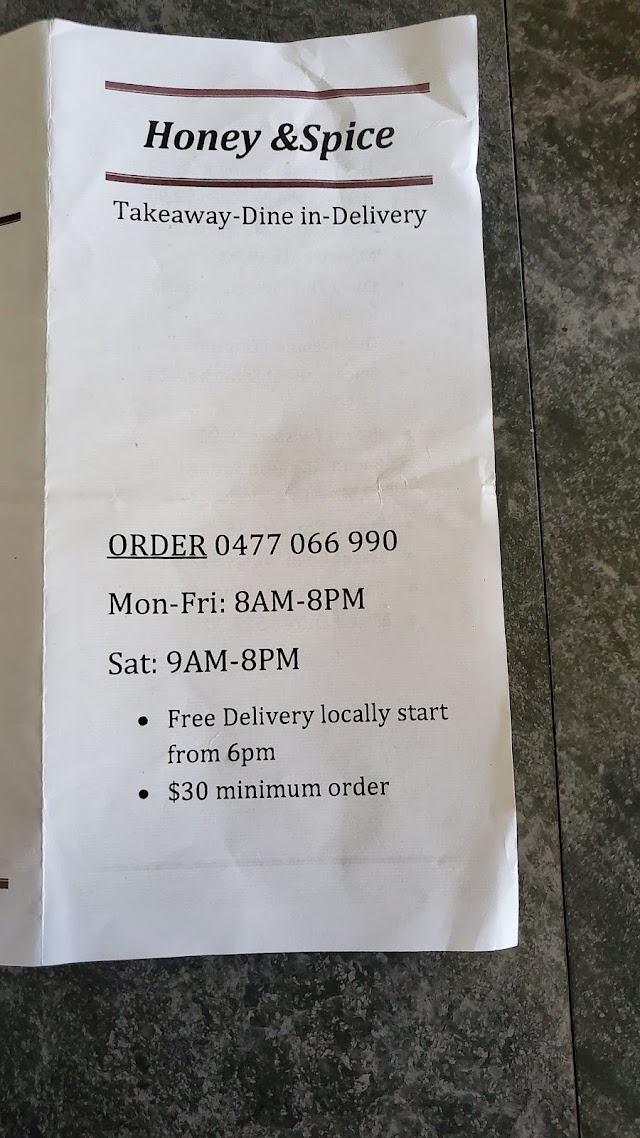 Honey &Spice
Takeaway-Dine in-Delivery
ORDER 0477 066 990
Mon-Fri: 8AM-8PM
Sat: 9AM-8PM
• Free Delivery locally start
from 6pm
• $30 minimum order